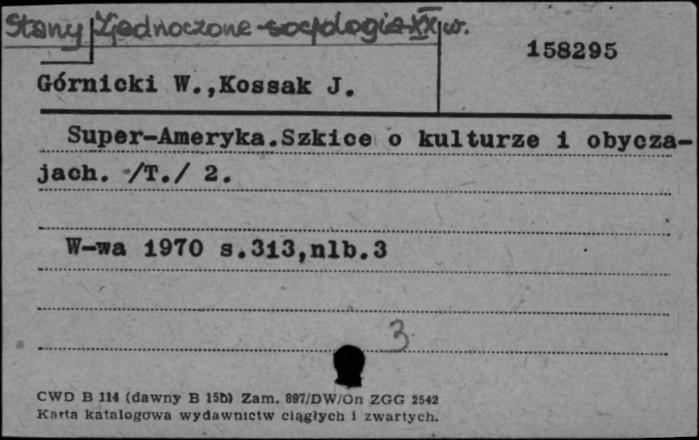 Stany Zjednoczone - socjologia - XX w.
158295
Górnicki W.,Kossak J.
Super-Ameryka.Szkice o kulturze i obycza-
jach. /T./ 2.
W-wa 1970 s.313,nlb.3
3
CWD B 114 (dawny B 15b) Zam. 897/DW/On ZGG 2542
Karta katalogowa wydawnictw ciągłych i zwartych.